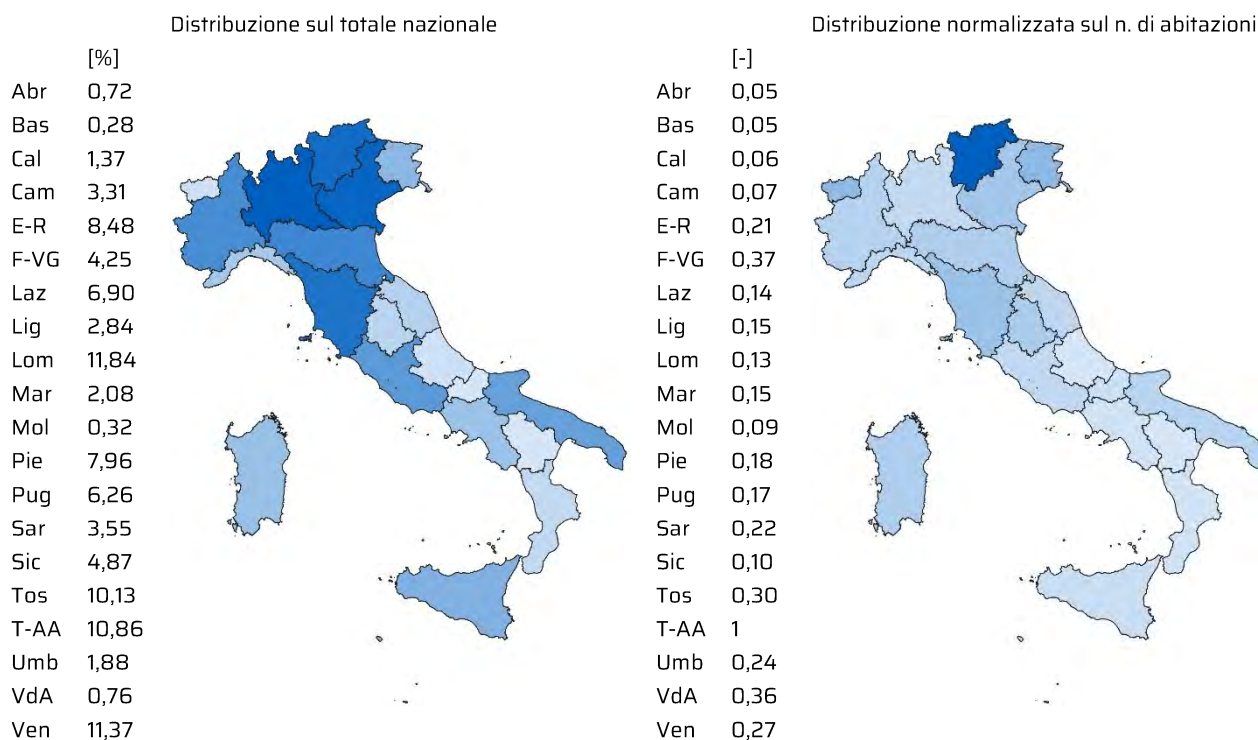 Distribuzione sul totale nazionale
[%]
Abr 0,72
Bas 0,28
Cal 1,37
Cam 3,31
E-R 8,48
F-VG 4,25
Laz 6,90
Lig 2,84
Lom 11,84
Mar 2,08
Mol 0,32
Pie 7,96
Pug 6,26
Sar 3,55
Sic 4,87
Tos 10,13
T-AA 10,86
Umb 1,88
VdA 0,76
Ven 11,37
Distribuzione normalizzata sul n. di abitazioni
[-]
Abr 0,05
Bas 0,05
Cal 0,06
Cam 0,07
E-R 0,21
F-VG 0,37
Laz 0,14
Lig 0,15
Lom 0,13
Mar 0,15
Mol 0,09
Pie 0,18
Pug 0,17
Sar 0,22
Sic 0,10
Tos 0,30
T-AA 1
Umb 0,24
VdA 0,36
Ven 0,27